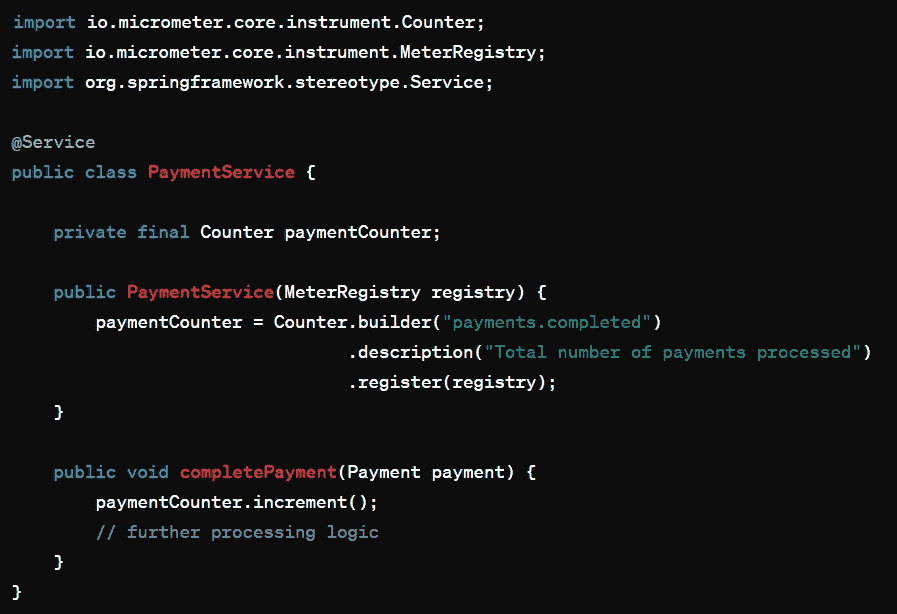 import io.micrometer.core.instrument.Counter;
import io.micrometer.core.instrument.MeterRegistry;
import org.springframework.stereotype.Service;

@Service
public class PaymentService {

    private final Counter paymentCounter;

    public PaymentService(MeterRegistry registry) {
        paymentCounter = Counter.builder("payments.completed")
                                .description("Total number of payments processed")
                                .register(registry);
    }

    public void completePayment(Payment payment) {
        paymentCounter.increment();
        // further processing logic
    }
}